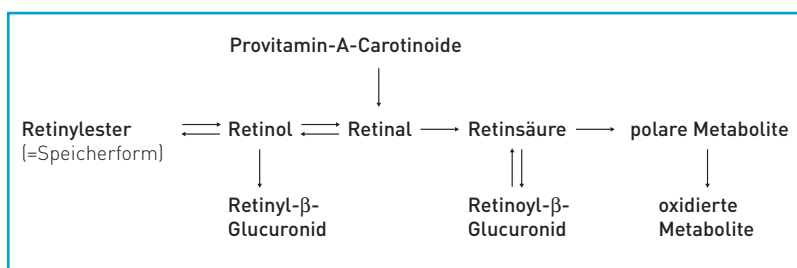 Provitamin-A-Carotinoide
Retinylester
(=Speicherform)
Retinol
Retinal
Retinsäure
polare Metabolite
Retinyl-β-
Glucuronid
Retinoyl-β-
Glucuronid
oxidierte
Metabolite